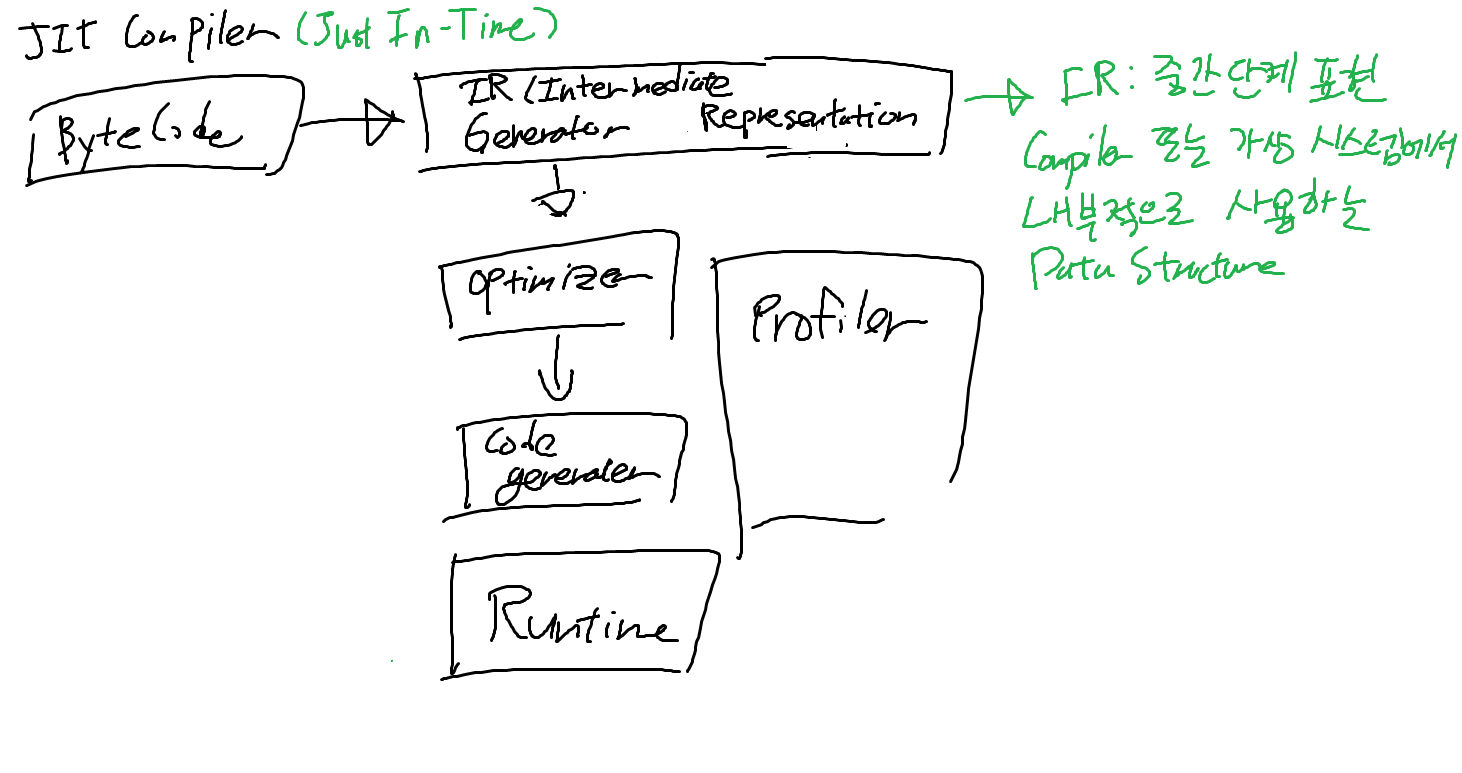 JIT Compiler (Just In-Time)
ByteCode
IR (Intermediate
Generator Representation
IR: 중간단계 표현
Compiler 또는 가상 시스템에서
내부적으로 사용하는
Data Structure
optimizer
Profiler
Code
generater
Runtime